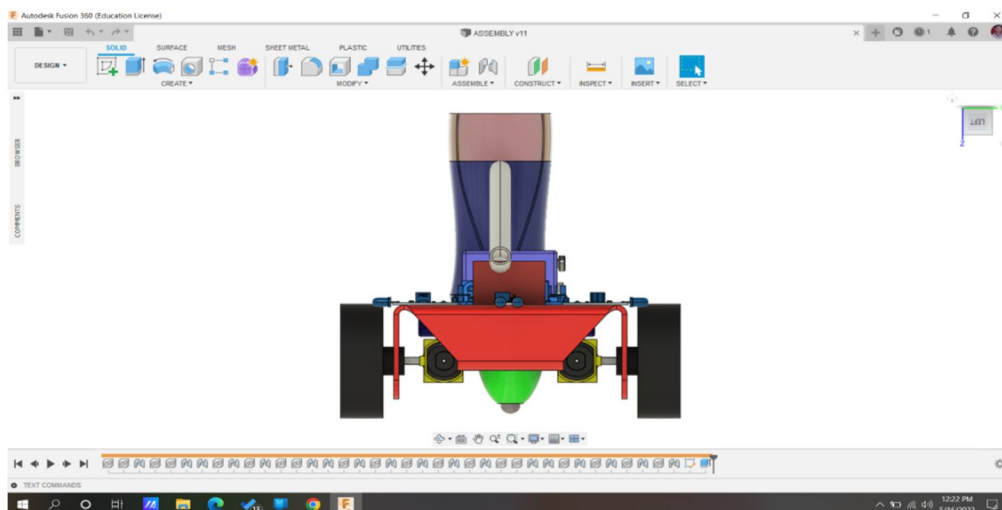 Autodesk Fusion 360 (Education License)
ASSEMBLY v11
1
SOLID SURFACE MESH SHEET METAL PLASTIC UTILITIES
DESIGN
CREATE MODIFY ASSEMBLE CONSTRUCT INSPECT INSERT SELECT
BROWSER
COMMENTS
LEFT
Z
TEXT COMMANDS
12:22 PM